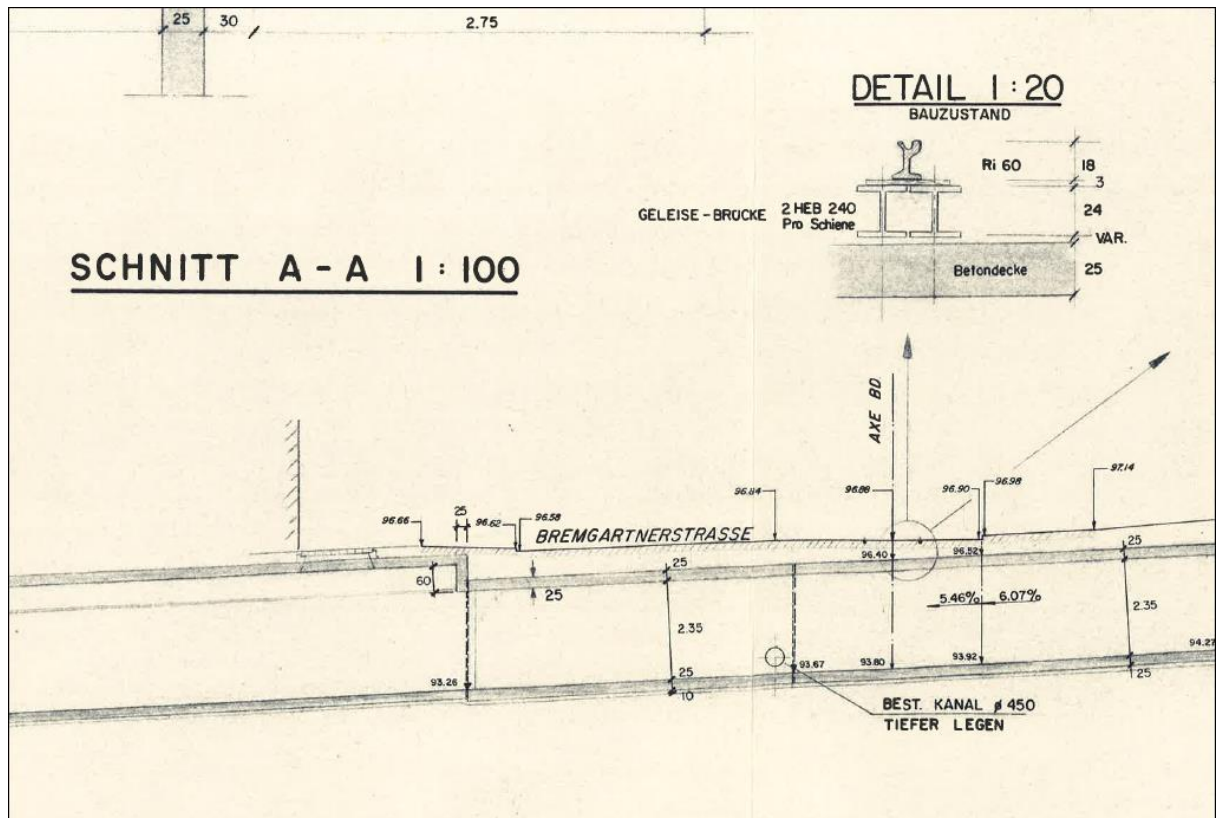 25 30 2.75
DETAIL 1:20
BAUZUSTAND
Ri 60
18
3
GELEISE-BRÜCKE
2 HEB 240
Pro Schiene
24
VAR.
Betondecke
25
SCHNITT A-A 1:100
AXE BD.
97.14
96.66
25
96.62
96.58
96.84
96.88
96.90
96.98
BREMGARTNERSTRASSE
96.40
96.52
25
60
25
25
5.46%
6.07%
2.35
2.35
93.26
25
10
93.67
93.80
93.92
94.27
25
BEST. KANAL ø 450
TIEFER LEGEN